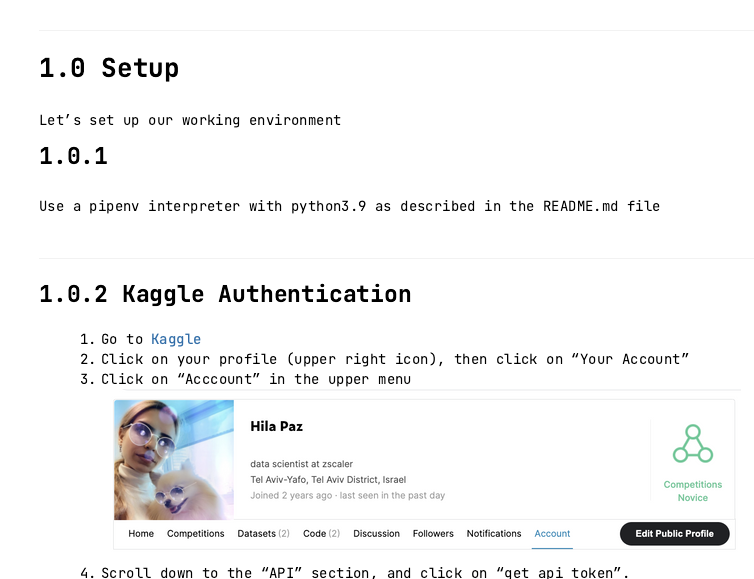 1.0 Setup
Let's set up our working environment
1.0.1
Use a pipenv interpreter with python3.9 as described in the README.md file
1.0.2 Kaggle Authentication
1. Go to Kaggle
2. Click on your profile (upper right icon), then click on “Your Account”
3. Click on “Acccount” in the upper menu
Hila Paz
data scientist at zscaler
Tel Aviv-Yafo, Tel Aviv District, Israel
Joined 2 years ago · last seen in the past day
Competitions
Novice
Home Competitions Datasets (2) Code (2) Discussion Followers Notifications Account Edit Public Profile
4. Scroll down to the “API” section, and click on “get api token”.